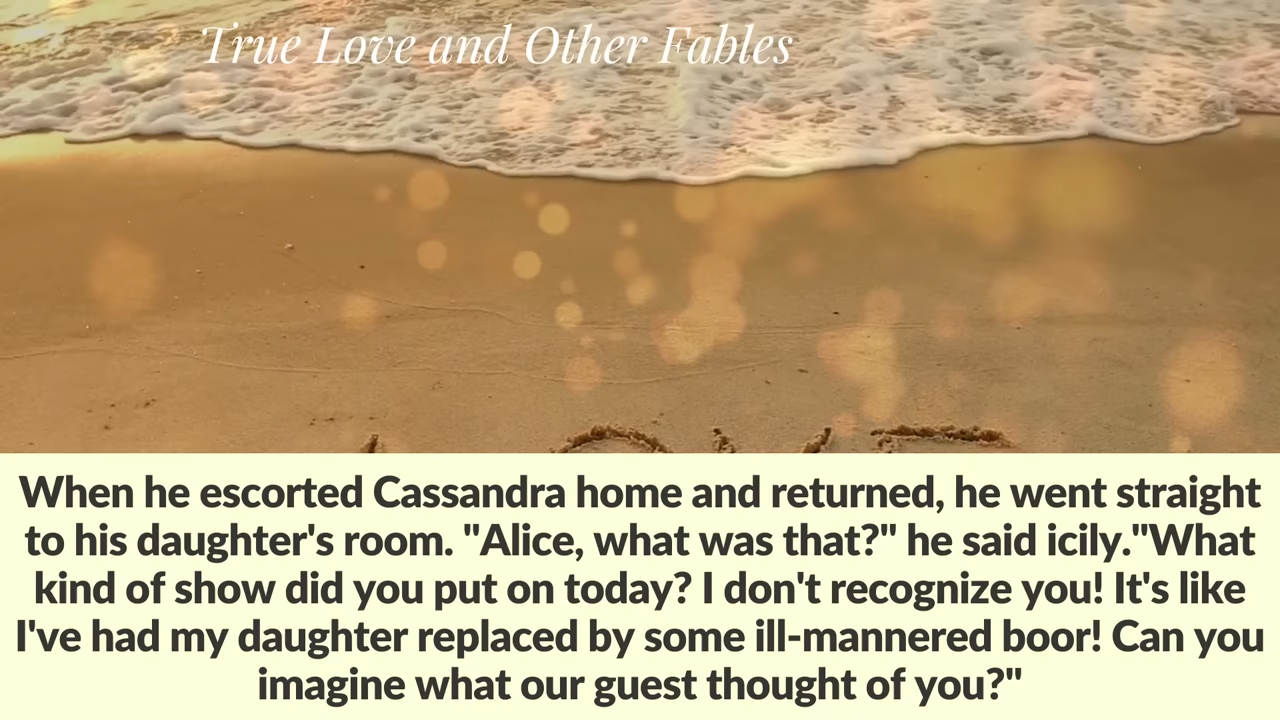 True Love and Other Fables
When he escorted Cassandra home and returned, he went straight
to his daughter's room. "Alice, what was that?" he said icily."What
kind of show did you put on today? I don't recognize you! It's like
I've had my daughter replaced by some ill-mannered boor! Can you
imagine what our guest thought of you?"